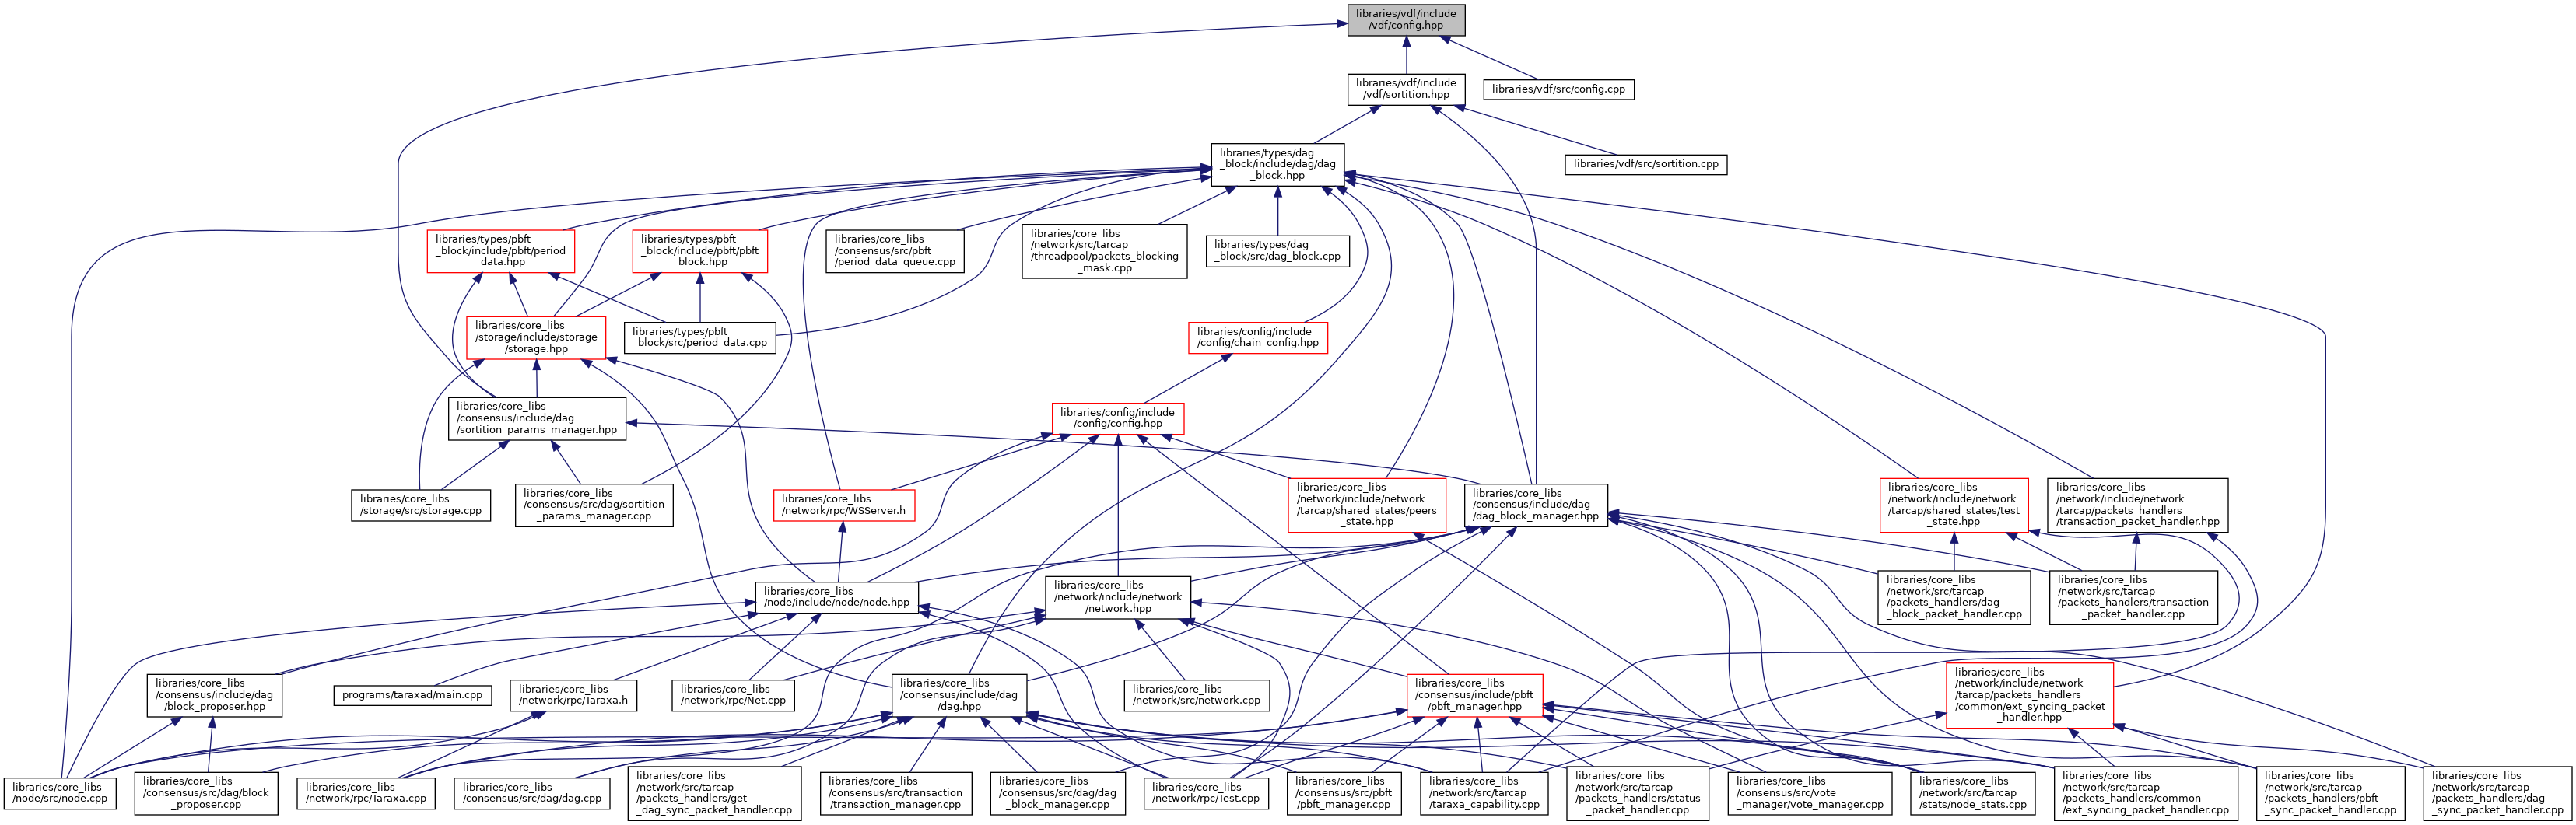 libraries/vdf/include
/vdf/config.hpp
libraries/vdf/include
/vdf/sortition.hpp
libraries/vdf/src/config.cpp
libraries/types/dag
_block/include/dag/dag
_block.hpp
libraries/vdf/src/sortition.cpp
libraries/types/pbft
_block/include/pbft/period
_data.hpp
libraries/types/pbft
_block/include/pbft/pbft
_block.hpp
libraries/core_libs
/consensus/src/pbft
/period_data_queue.cpp
libraries/core_libs
/network/src/tarcap
/threadpool/packets_blocking
_mask.cpp
libraries/types/dag
_block/src/dag_block.cpp
libraries/core_libs
/storage/include/storage
/storage.hpp
libraries/types/pbft
_block/src/period_data.cpp
libraries/config/include
/config/chain_config.hpp
libraries/core_libs
/consensus/include/dag
/sortition_params_manager.hpp
libraries/config/include
/config/config.hpp
libraries/core_libs
/storage/src/storage.cpp
libraries/core_libs
/consensus/src/dag/sortition
_params_manager.cpp
libraries/core_libs
/network/rpc/WSServer.h
libraries/core_libs
/network/include/network
/tarcap/shared_states/peers
_state.hpp
libraries/core_libs
/consensus/include/dag
/dag_block_manager.hpp
libraries/core_libs
/network/include/network
/tarcap/shared_states/test
_state.hpp
libraries/core_libs
/network/include/network
/tarcap/packets_handlers
/transaction_packet_handler.hpp
libraries/core_libs
/node/include/node/node.hpp
libraries/core_libs
/network/include/network
/network.hpp
libraries/core_libs
/network/src/tarcap
/packets_handlers/dag
_block_packet_handler.cpp
libraries/core_libs
/network/src/tarcap
/packets_handlers/transaction
_packet_handler.cpp
libraries/core_libs
/consensus/include/dag
/block_proposer.hpp
programs/taraxad/main.cpp
libraries/core_libs
/network/rpc/Taraxa.h
libraries/core_libs
/network/rpc/Net.cpp
libraries/core_libs
/consensus/include/dag
/dag.hpp
libraries/core_libs
/network/src/network.cpp
libraries/core_libs
/consensus/include/pbft
/pbft_manager.hpp
libraries/core_libs
/network/include/network
/tarcap/packets_handlers
/common/ext_syncing_packet
_handler.hpp
libraries/core_libs
/node/src/node.cpp
libraries/core_libs
/consensus/src/dag/block
_proposer.cpp
libraries/core_libs
/network/rpc/Taraxa.cpp
libraries/core_libs
/consensus/src/dag/dag.cpp
libraries/core_libs
/network/src/tarcap
/packets_handlers/get
_dag_sync_packet_handler.cpp
libraries/core_libs
/consensus/src/transaction
/transaction_manager.cpp
libraries/core_libs
/consensus/src/dag/dag
_block_manager.cpp
libraries/core_libs
/network/rpc/Test.cpp
libraries/core_libs
/consensus/src/pbft
/pbft_manager.cpp
libraries/core_libs
/network/src/tarcap
/taraxa_capability.cpp
libraries/core_libs
/network/src/tarcap
/packets_handlers/status
_packet_handler.cpp
libraries/core_libs
/consensus/src/vote
_manager/vote_manager.cpp
libraries/core_libs
/network/src/tarcap
/stats/node_stats.cpp
libraries/core_libs
/network/src/tarcap
/packets_handlers/common
/ext_syncing_packet_handler.cpp
libraries/core_libs
/network/src/tarcap
/packets_handlers/pbft
_sync_packet_handler.cpp
libraries/core_libs
/network/src/tarcap
/packets_handlers/dag
_sync_packet_handler.cpp